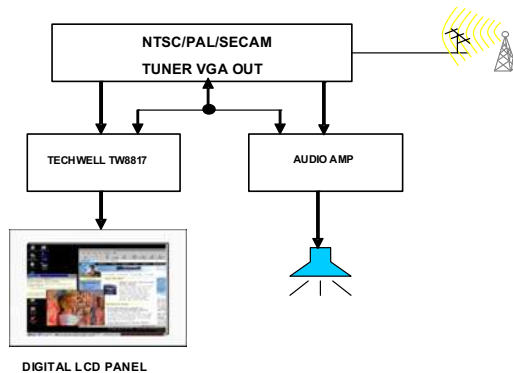 NTSC/PAL/SECAM
TUNER VGA OUT
TECHWELL TW8817
AUDIO AMP
DIGITAL LCD PANEL